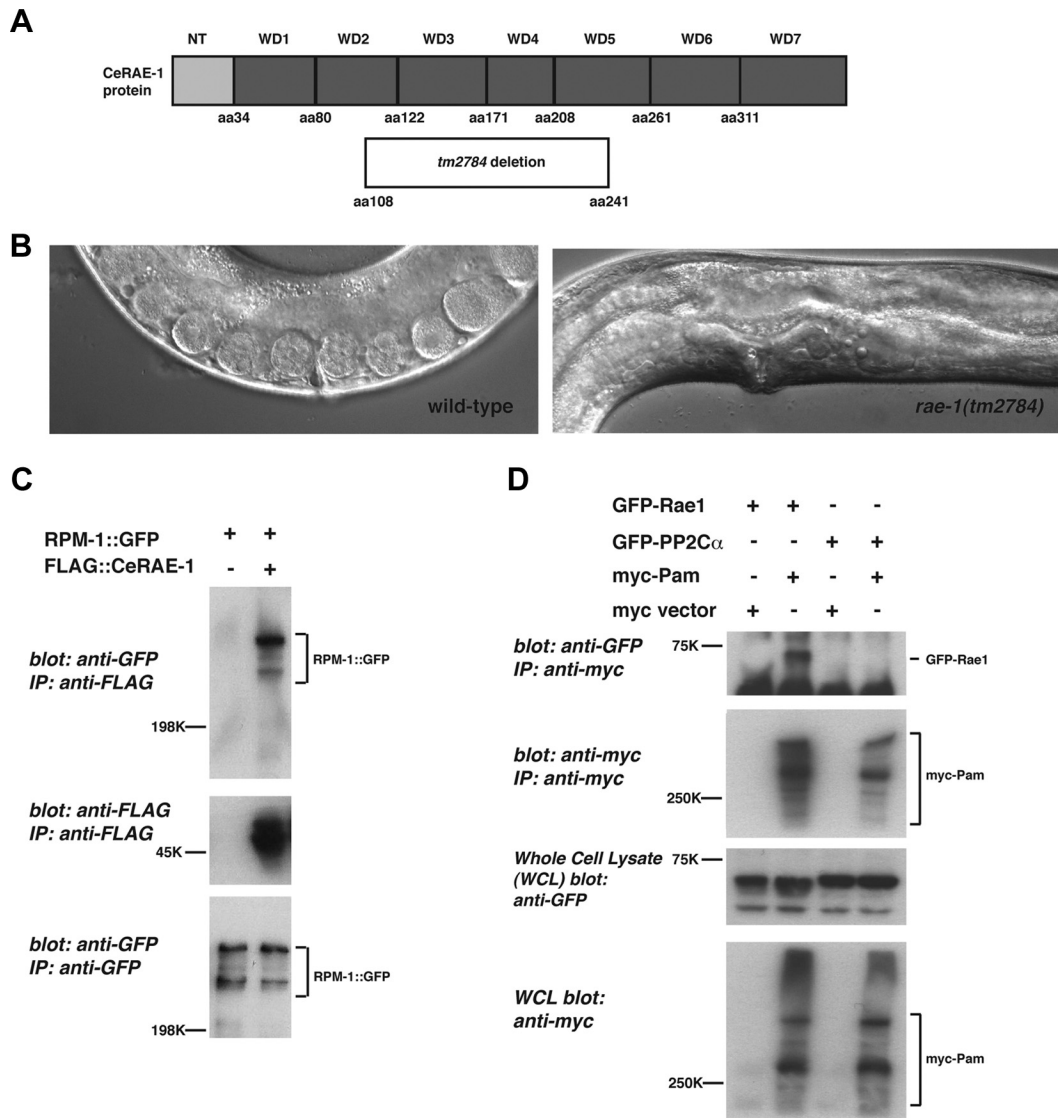 A
NT WD1 WD2 WD3 WD4 WD5 WD6 WD7
CeRAE-1
protein
aa34 aa80 aa122 aa171 aa208 aa261 aa311
tm2784 deletion
aa108 aa241
B
wild-type
rae-1(tm2784)
C
RPM-1::GFP + +
FLAG::CeRAE-1 - +
blot: anti-GFP
IP: anti-FLAG
RPM-1::GFP
198K
blot: anti-FLAG
IP: anti-FLAG
45K
blot: anti-GFP
IP: anti-GFP
RPM-1::GFP
198K
D
GFP-Rae1 + + - -
GFP-PP2Cα - - + +
myc-Pam - + - +
myc vector + - + -
blot: anti-GFP
IP: anti-myc
75K
GFP-Rae1
blot: anti-myc
IP: anti-myc
250K
myc-Pam
Whole Cell Lysate
(WCL) blot:
anti-GFP
75K
WCL blot:
anti-myc
250K
myc-Pam